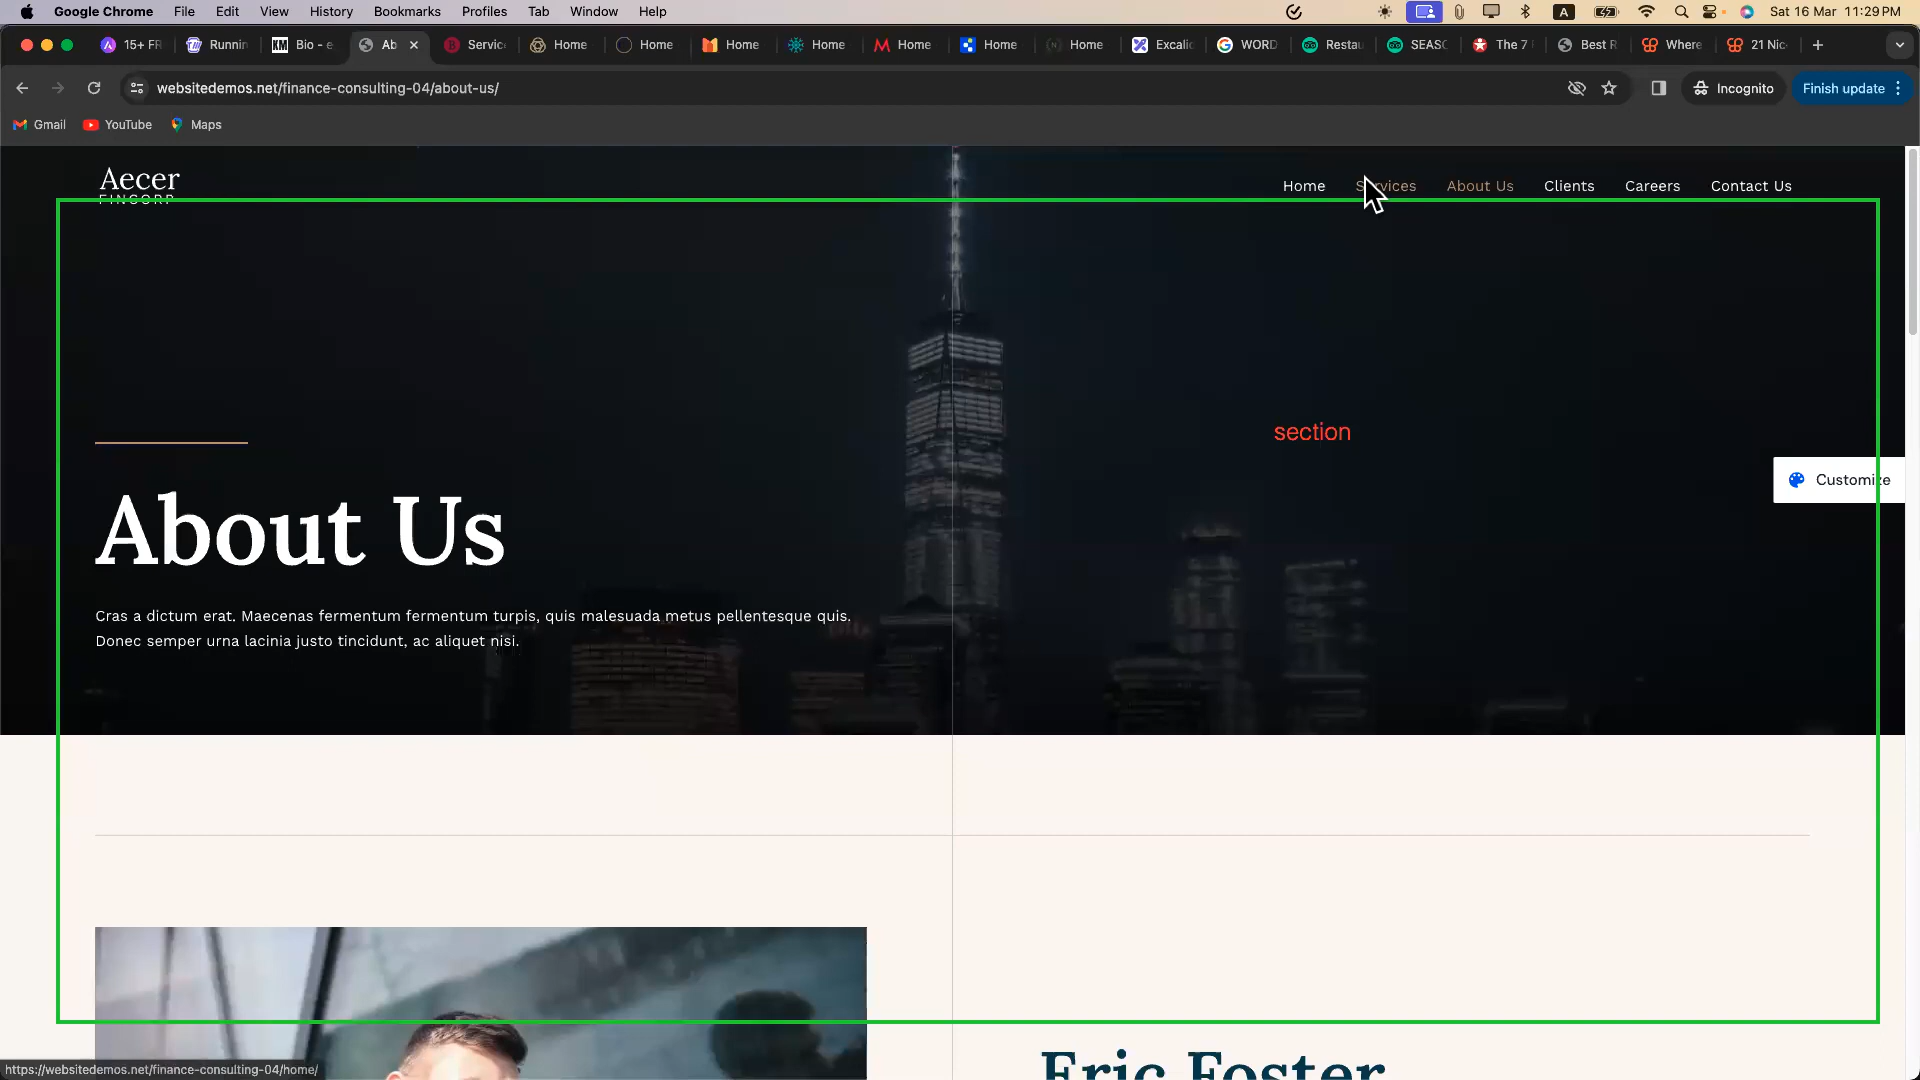 Google Chrome File Edit View History Bookmarks Profiles Tab Window Help A Sat 16 Mar 11:29 PM
15+ FR Runnin Bio - e Ab Servic Home Home Home Home Home Home Home Excali WORD Restau SEASO The 7 Best R Where 21 Nic
websitedemos.net/finance-consulting-04/about-us/ Incognito Finish update
Gmail YouTube Maps
Aecer
FINCORP
Home Services About Us Clients Careers Contact Us
section
Customize
About Us
Cras a dictum erat. Maecenas fermentum fermentum turpis, quis malesuada metus pellentesque quis.
Donec semper urna lacinia justo tincidunt, ac aliquet nisi.
Eric Foster
https://websitedemos.net/finance-consulting-04/home/